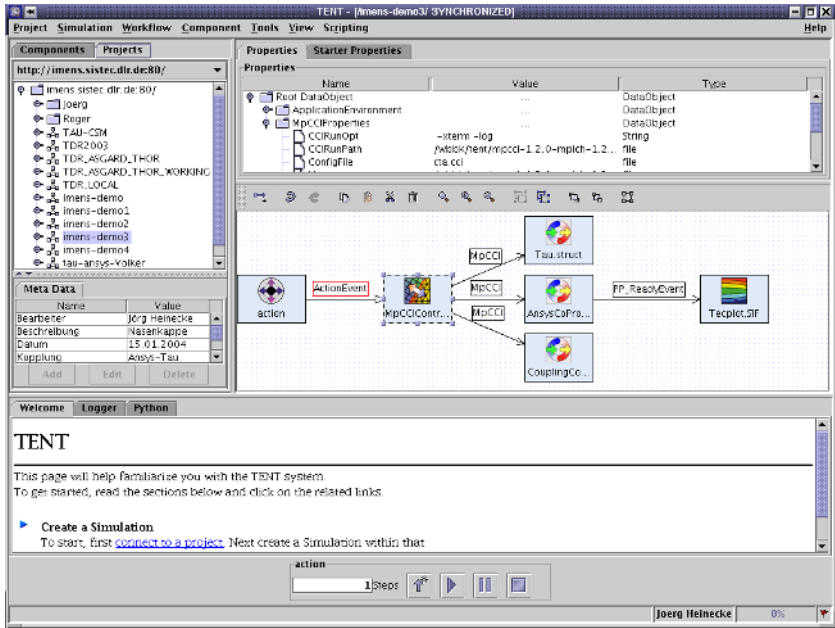 TENT - [/imens-demo3/ SYNCHRONIZED]
Project Simulation Workflow Component Tools View Scripting Help
Components Projects
http://imens.sistec.dlr.de:80/
imens.sistec.dlr.de:80/
Joerg
Roger
TAU-CSM
TDR2003
TDR_ASGARD_THOR
TDR_ASGARD_THOR_WORKING
TDR_LOCAL
imens-demo
imens-demo1
imens-demo2
imens-demo3
imens-demo4
tau-ansys-Volker
Meta Data
Name Value
Bearbeiter Jörg Heinecke
Beschreibung Nasenkappe
Datum 15.01.2004
Kopplung Ansys-Tau
Add Edit Delete
Properties Starter Properties
Properties
Name Value Type
Root DataObject ... DataObject
ApplicationEnvironment ... DataObject
MpCCIProperties ... DataObject
CCIRunOpt -xterm -log String
CCIRunPath file
ConfigFile cta.cci file
MpCCI
Tau.struct
ActionEvent
MpCCI
PP_ReadyEvent
action
MpCCIContr...
MpCCI
AnsysCoPro...
Tecplot.SIF
CouplingCo...
Welcome Logger Python
TENT
This page will help familiarize you with the TENT system.
To get started, read the sections below and click on the related links.
Create a Simulation
To start, first connect to a project. Next create a Simulation within that
action
1 Steps
Joerg Heinecke 0%